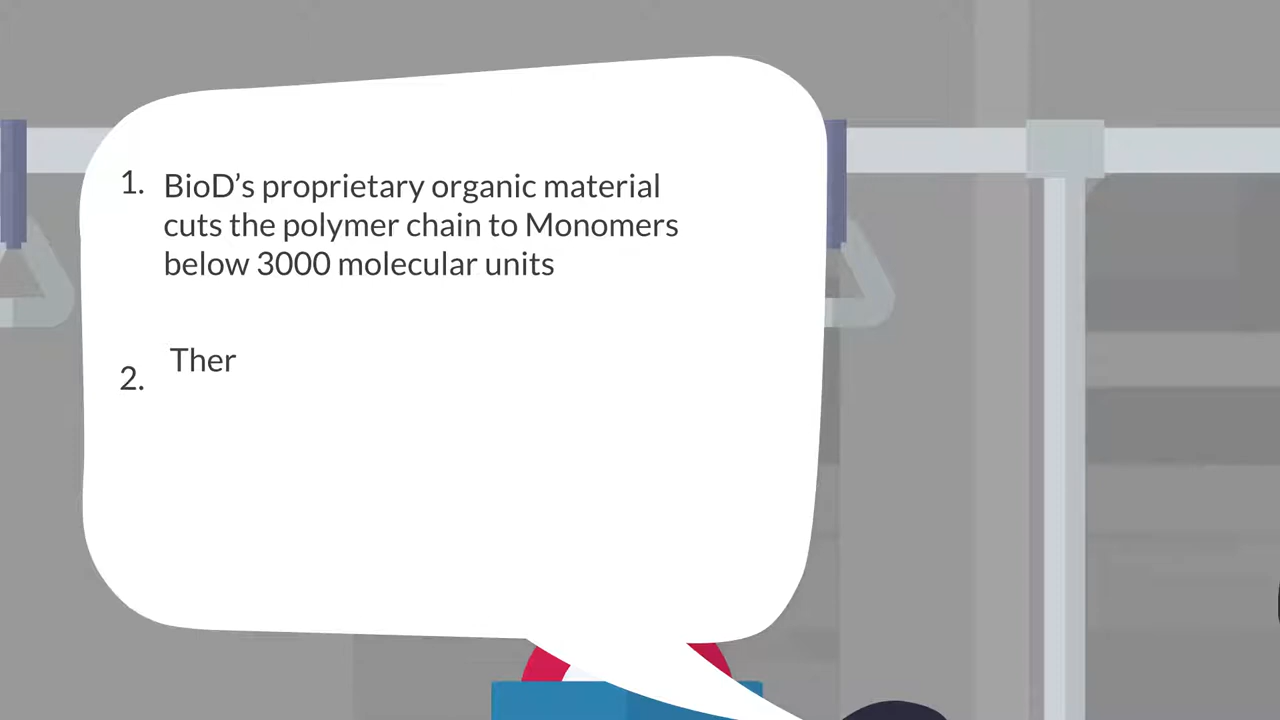 1. BioD’s proprietary organic material
cuts the polymer chain to Monomers
below 3000 molecular units
2. Ther